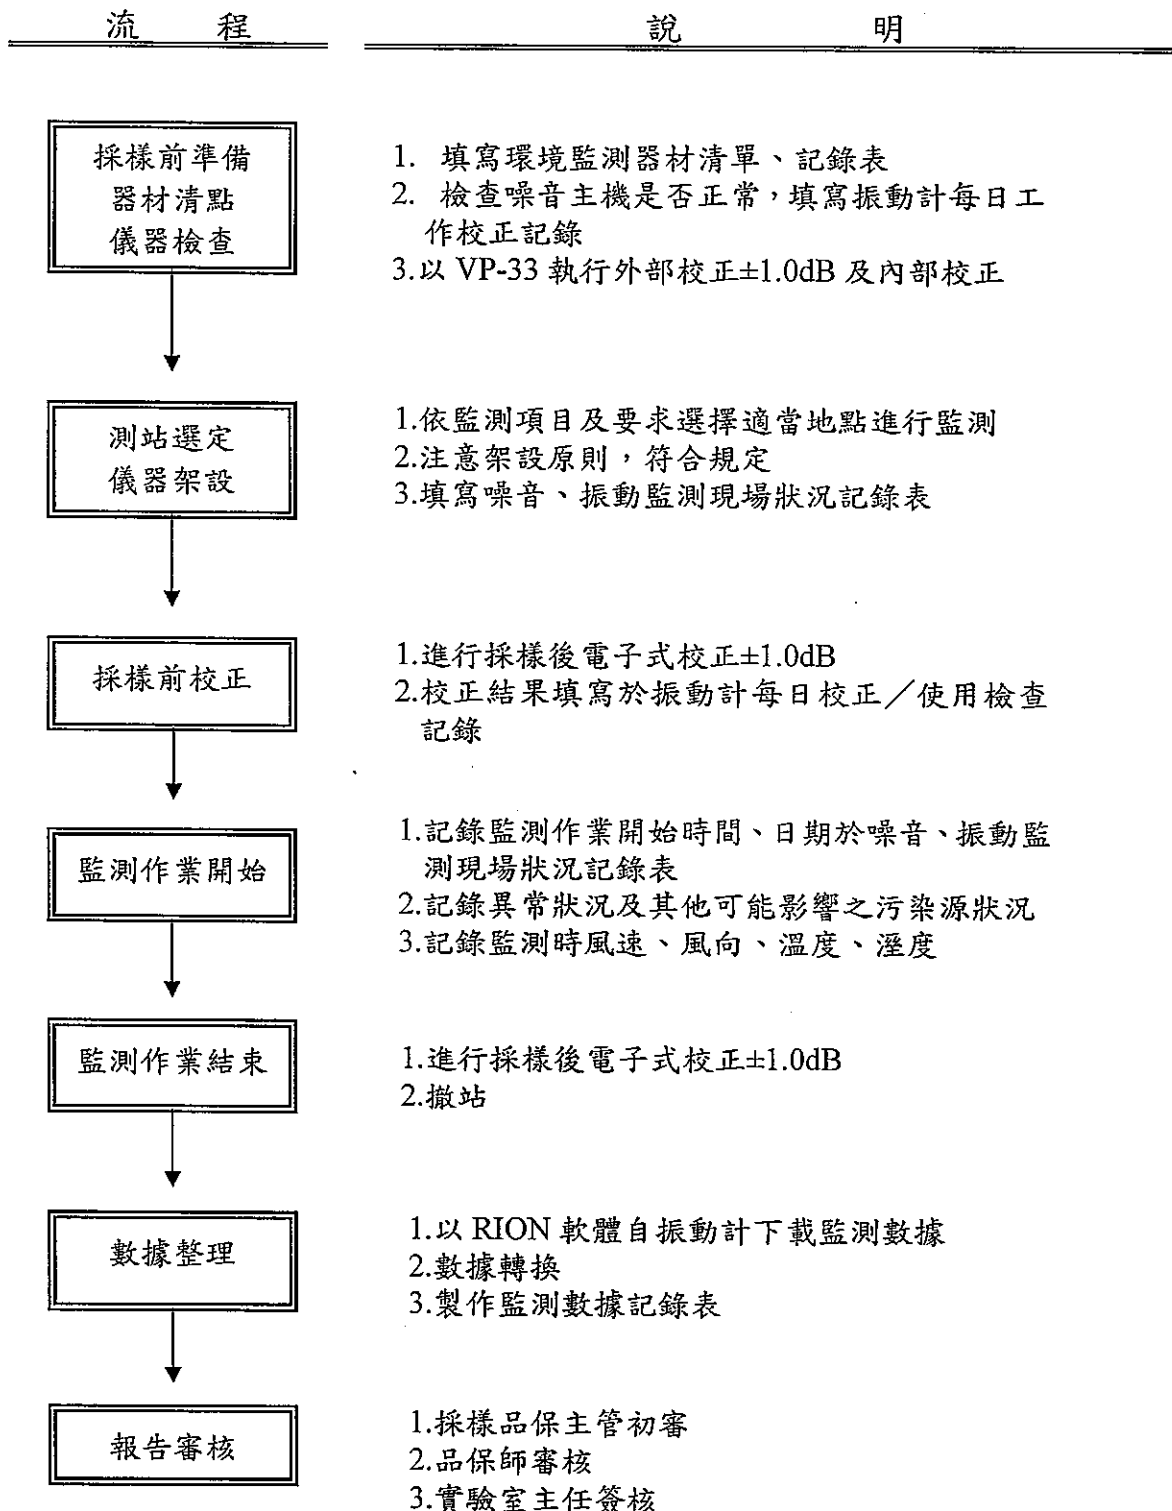 流程 說明
採樣前準備
器材清點
儀器檢查
1. 填寫環境監測器材清單、記錄表
2. 檢查噪音主機是否正常,填寫振動計每日工
作校正記錄
3.以 VP-33 執行外部校正±1.0dB 及內部校正
測站選定
儀器架設
1.依監測項目及要求選擇適當地點進行監測
2.注意架設原則,符合規定
3.填寫噪音、振動監測現場狀況記錄表
採樣前校正
1.進行採樣後電子式校正±1.0dB
2.校正結果填寫於振動計每日校正／使用檢查
記錄
監測作業開始
1.記錄監測作業開始時間、日期於噪音、振動監
測現場狀況記錄表
2.記錄異常狀況及其他可能影響之污染源狀況
3.記錄監測時風速、風向、溫度、溼度
監測作業結束
1.進行採樣後電子式校正±1.0dB
2.撤站
數據整理
1.以 RION 軟體自振動計下載監測數據
2.數據轉換
3.製作監測數據記錄表
報告審核
1.採樣品保主管初審
2.品保師審核
3.實驗室主任簽核